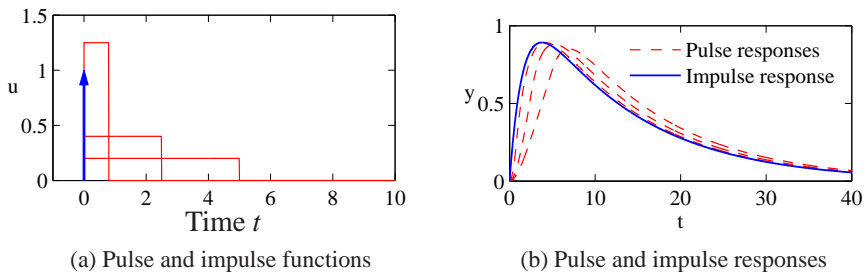 1.5
1
u
0.5
0
0 2 4 6 8 10
Time t
(a) Pulse and impulse functions
1
y
0.5
0
Pulse responses
Impulse response
0 10 20 30 40
t
(b) Pulse and impulse responses